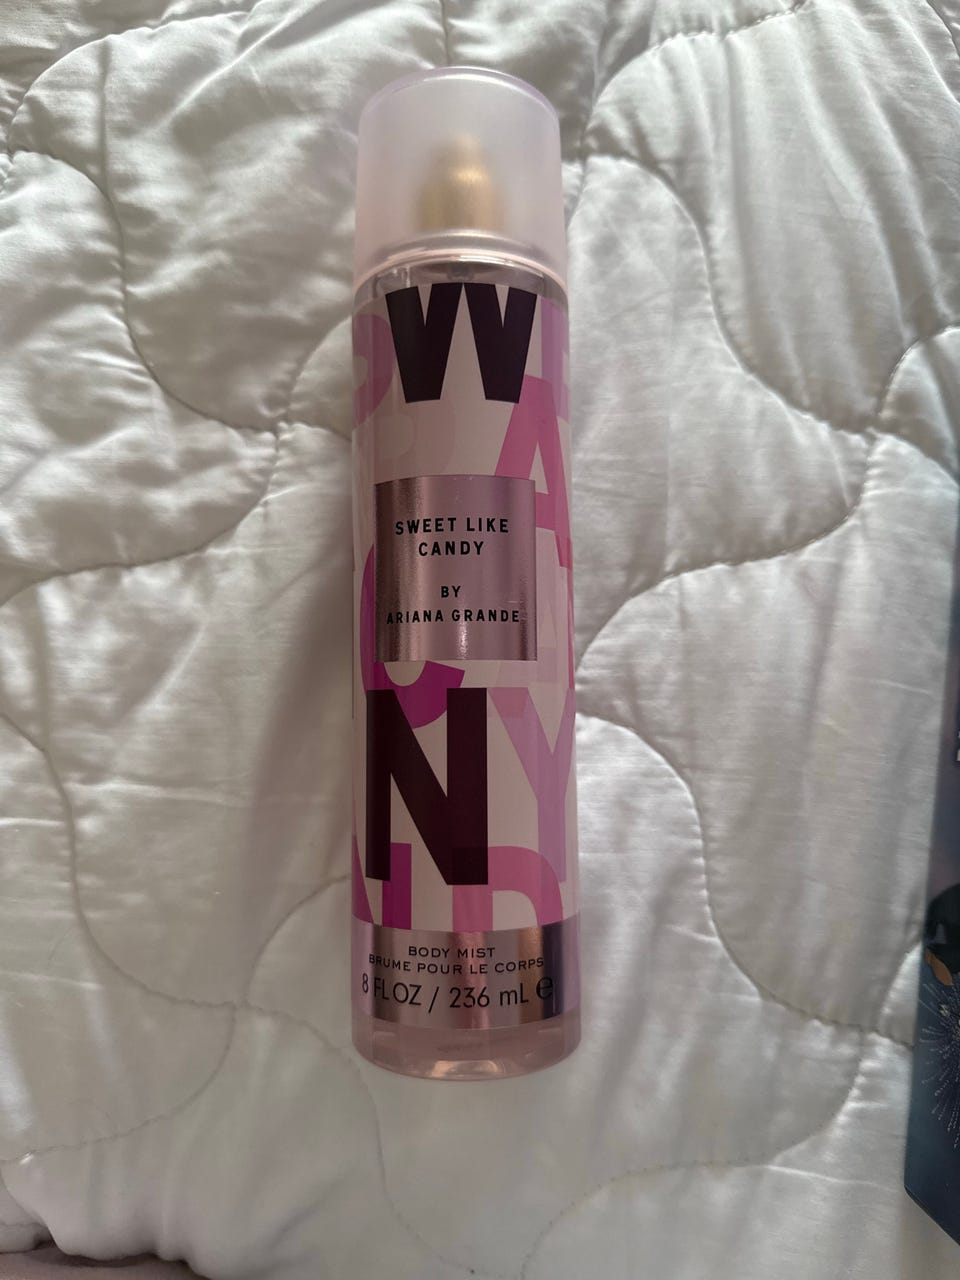 W
A
SWEET LIKE
CANDY
BY
ARIANA GRANDE
C
N
Y
BODY MIST
BRUME POUR LE CORPS
8 FL OZ / 236 mL ℮